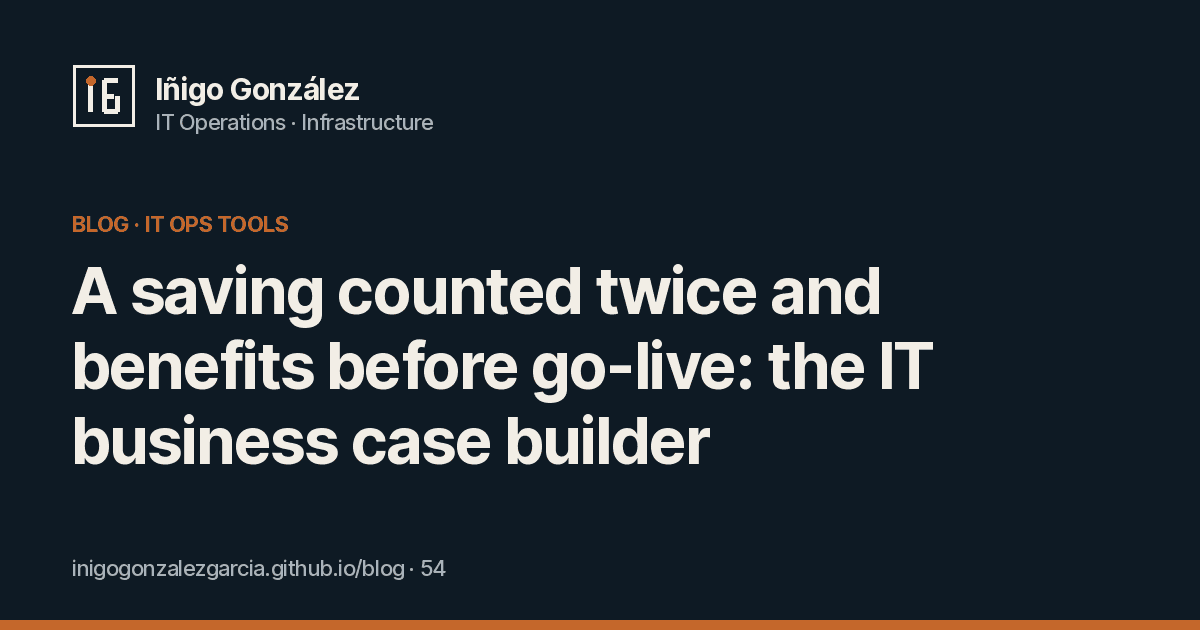 iG
Iñigo González
IT Operations · Infrastructure
BLOG · IT OPS TOOLS
A saving counted twice and
benefits before go-live: the IT
business case builder
inigogonzalezgarcia.github.io/blog · 54